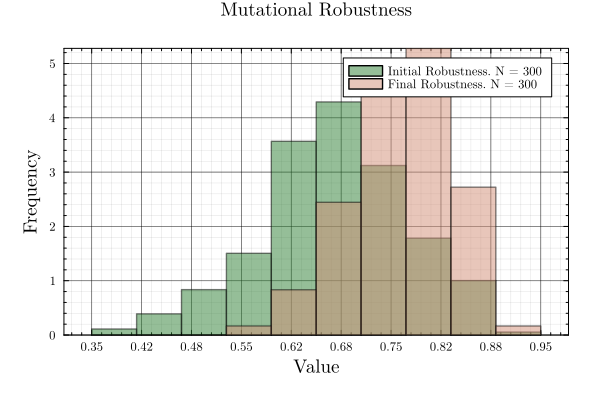 Mutational Robustness
5
4
3
2
1
0
Frequency
Initial Robustness. N = 300
Final Robustness. N = 300
0.35 0.42 0.48 0.55 0.62 0.68 0.75 0.82 0.88 0.95
Value